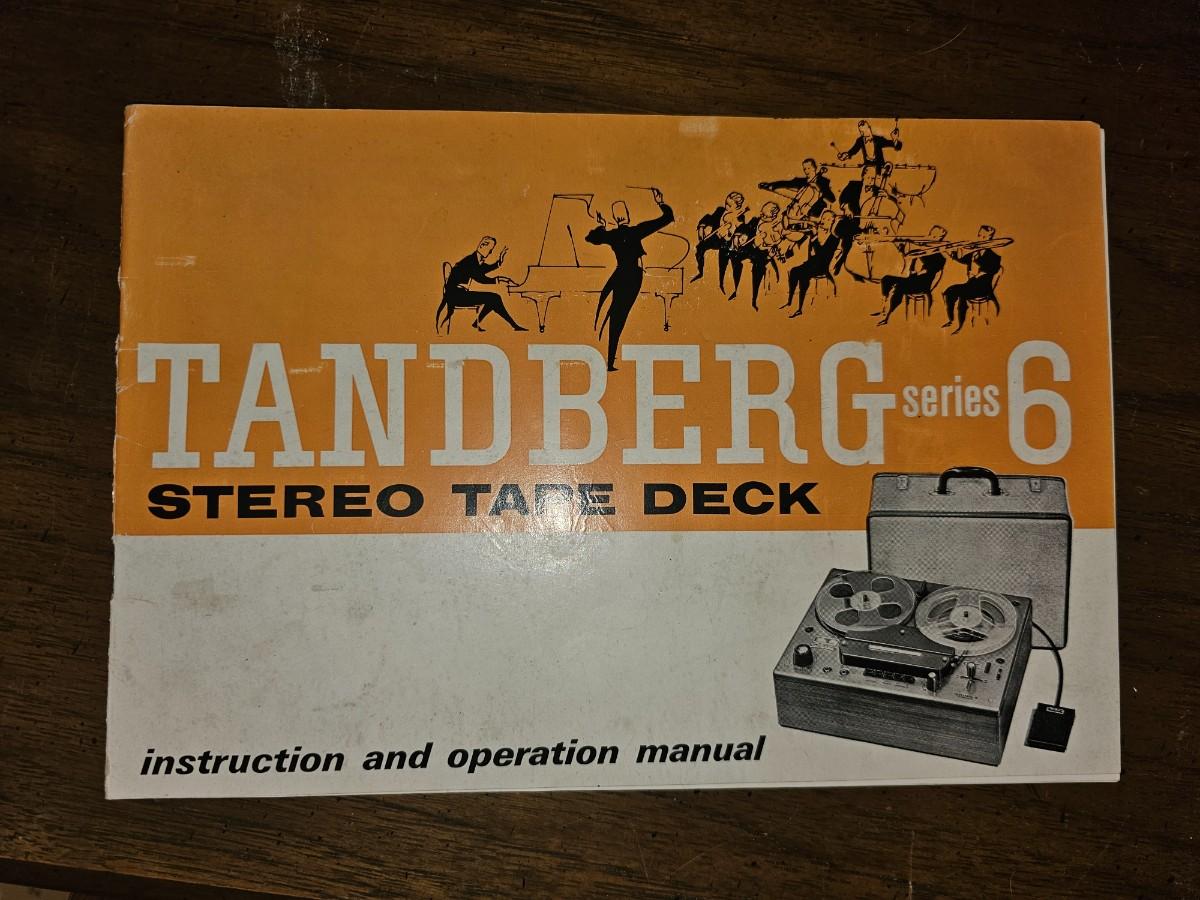 TANDBERG series 6
STEREO TAPE DECK
instruction and operation manual